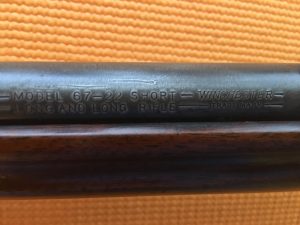 MODEL 67-22 SHORT
LONG AND LONG RIFLE
WINCHESTER